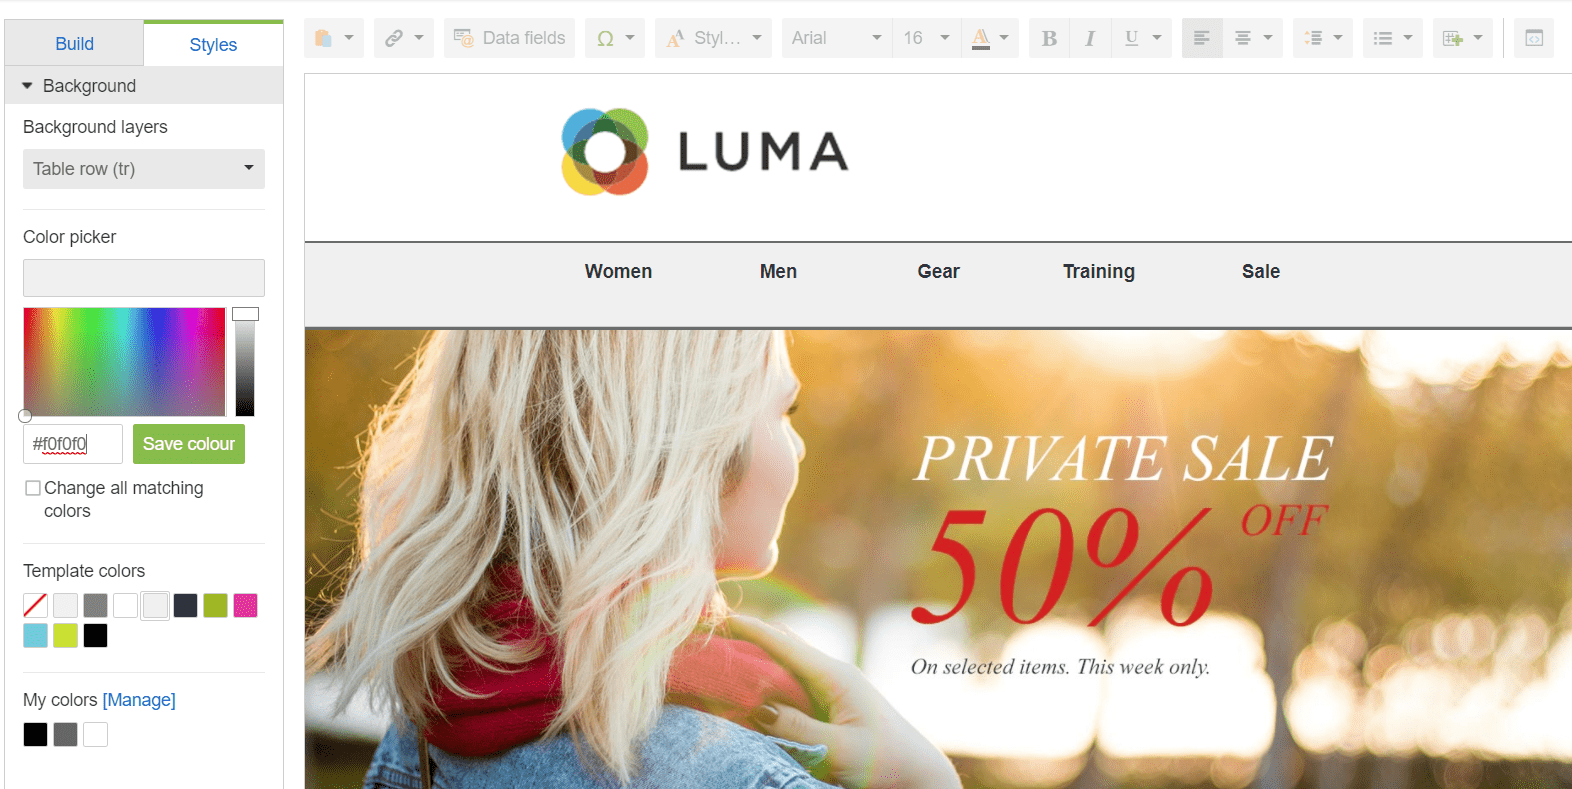 Build
Styles
Background
Background layers
Table row (tr)
Color picker
#f0f0f0
Save colour
Change all matching
colors
Template colors
My colors [Manage]
Data fields
Ω
Styl...
Arial
16
A
B
I
U
LUMA
Women
Men
Gear
Training
Sale
PRIVATE SALE
50% OFF
On selected items. This week only.